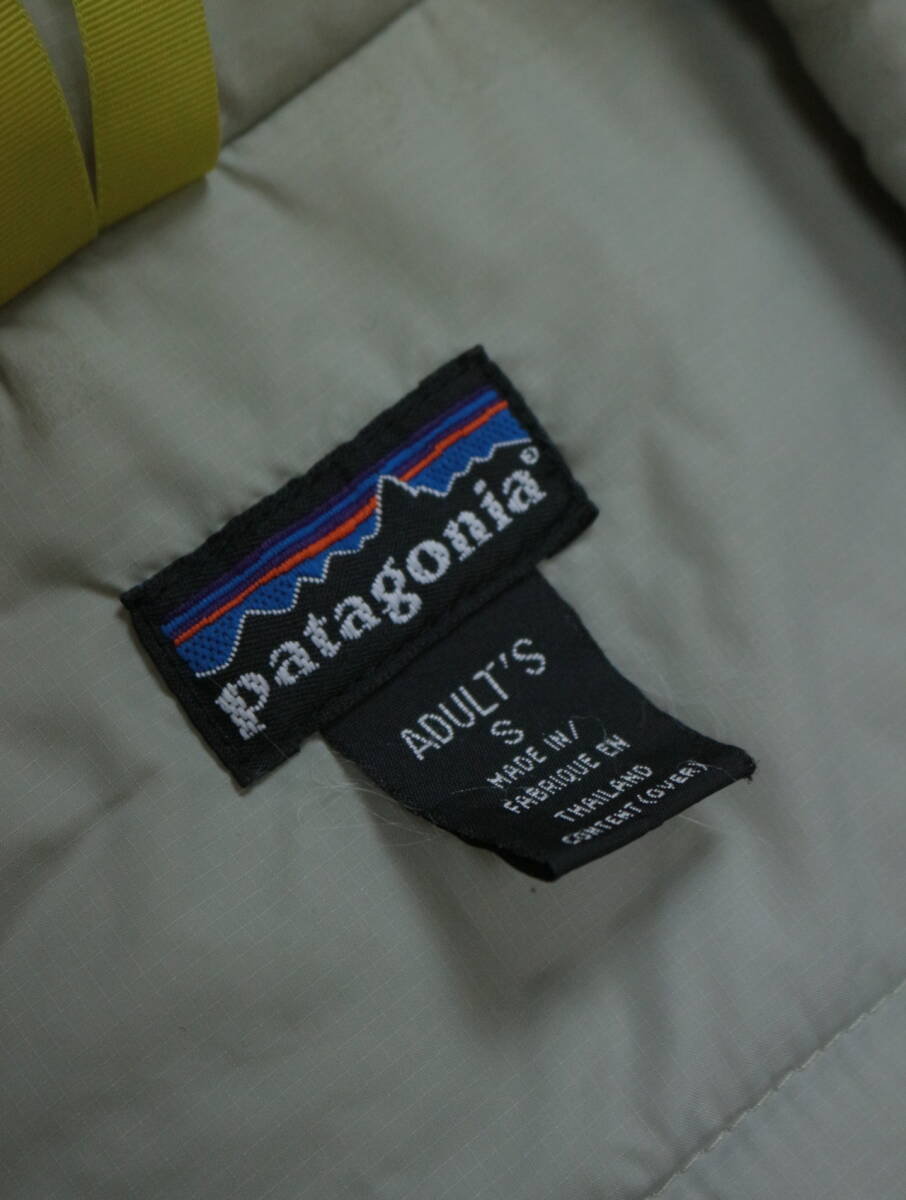 patagonia®
ADULT'S
S
MADE IN/
FABRIQUE EN
THAILAND
CONTENT (OVER)